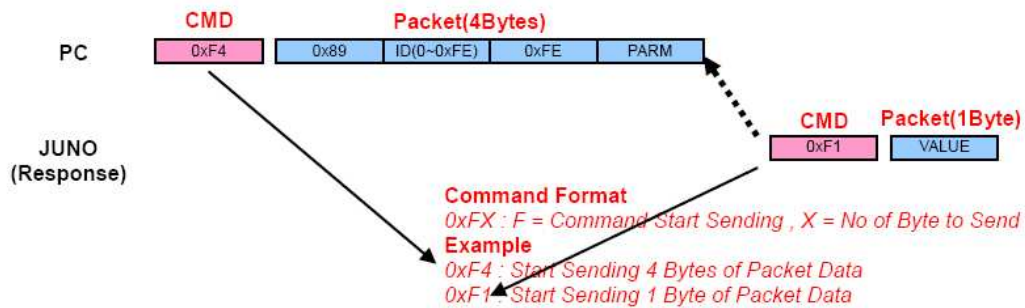 CMD Packet(4Bytes)
PC 0xF4 0x89 ID(0~0xFE) 0xFE PARM
CMD Packet(1Byte)
JUNO 0xF1 VALUE
(Response)
Command Format
0xFX : F = Command Start Sending , X = No of Byte to Send
Example
0xF4 : Start Sending 4 Bytes of Packet Data
0xF1 : Start Sending 1 Byte of Packet Data